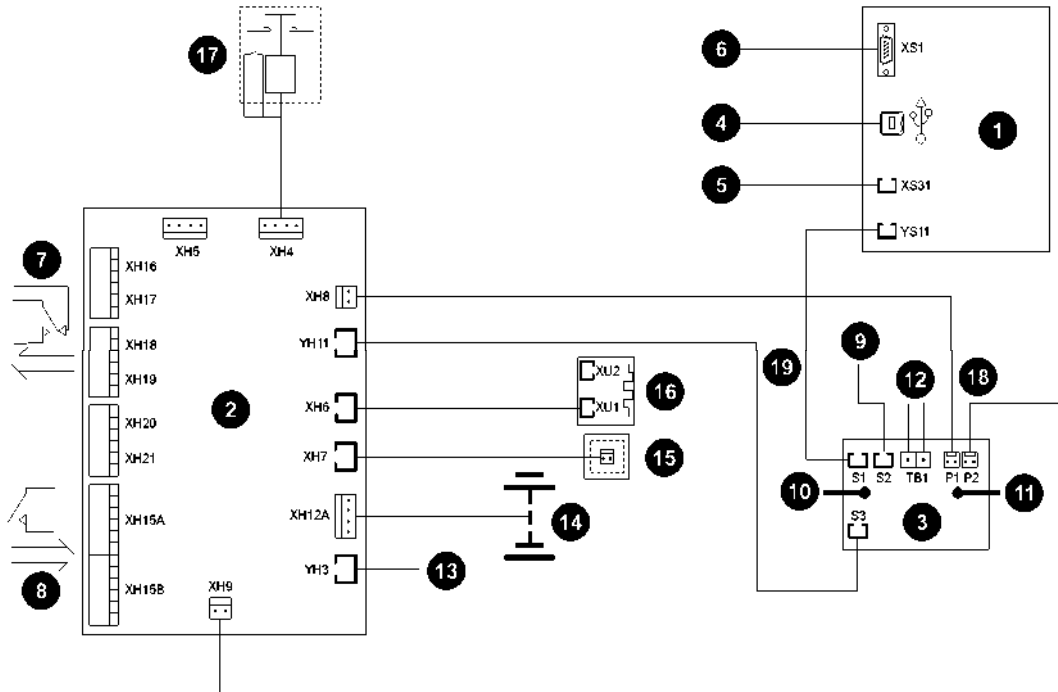 6
XS1
17
4
1
5
XS31
YS11
XH5
XH4
7
XH16
XH17
XH8
XH18
YH11
XH19
19
9
12
18
XU2
16
XU1
2
XH6
XH20
XH21
XH7
15
S1
S2
TB1
P1
P2
10
11
3
S3
XH15A
XH12A
14
8
XH15B
XH9
YH3
13